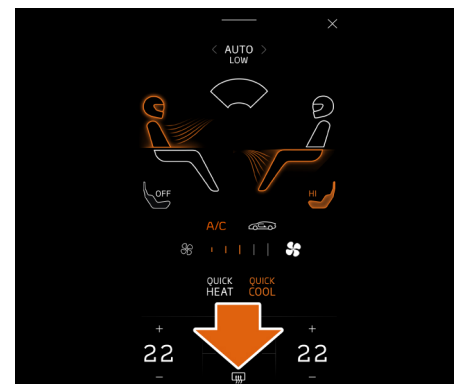 AUTO
LOW
OFF
HI
A/C
QUICK HEAT
QUICK COOL
+ +
22 22
− −